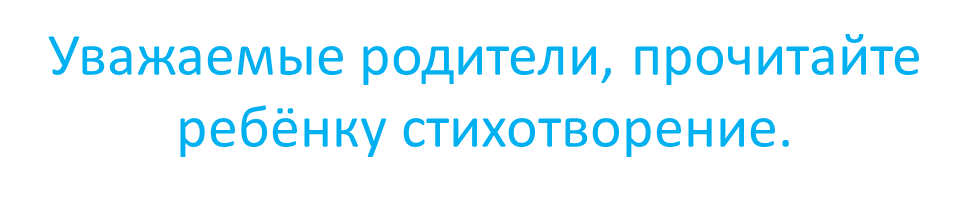 Уважаемые родители, прочитайте
ребёнку стихотворение.